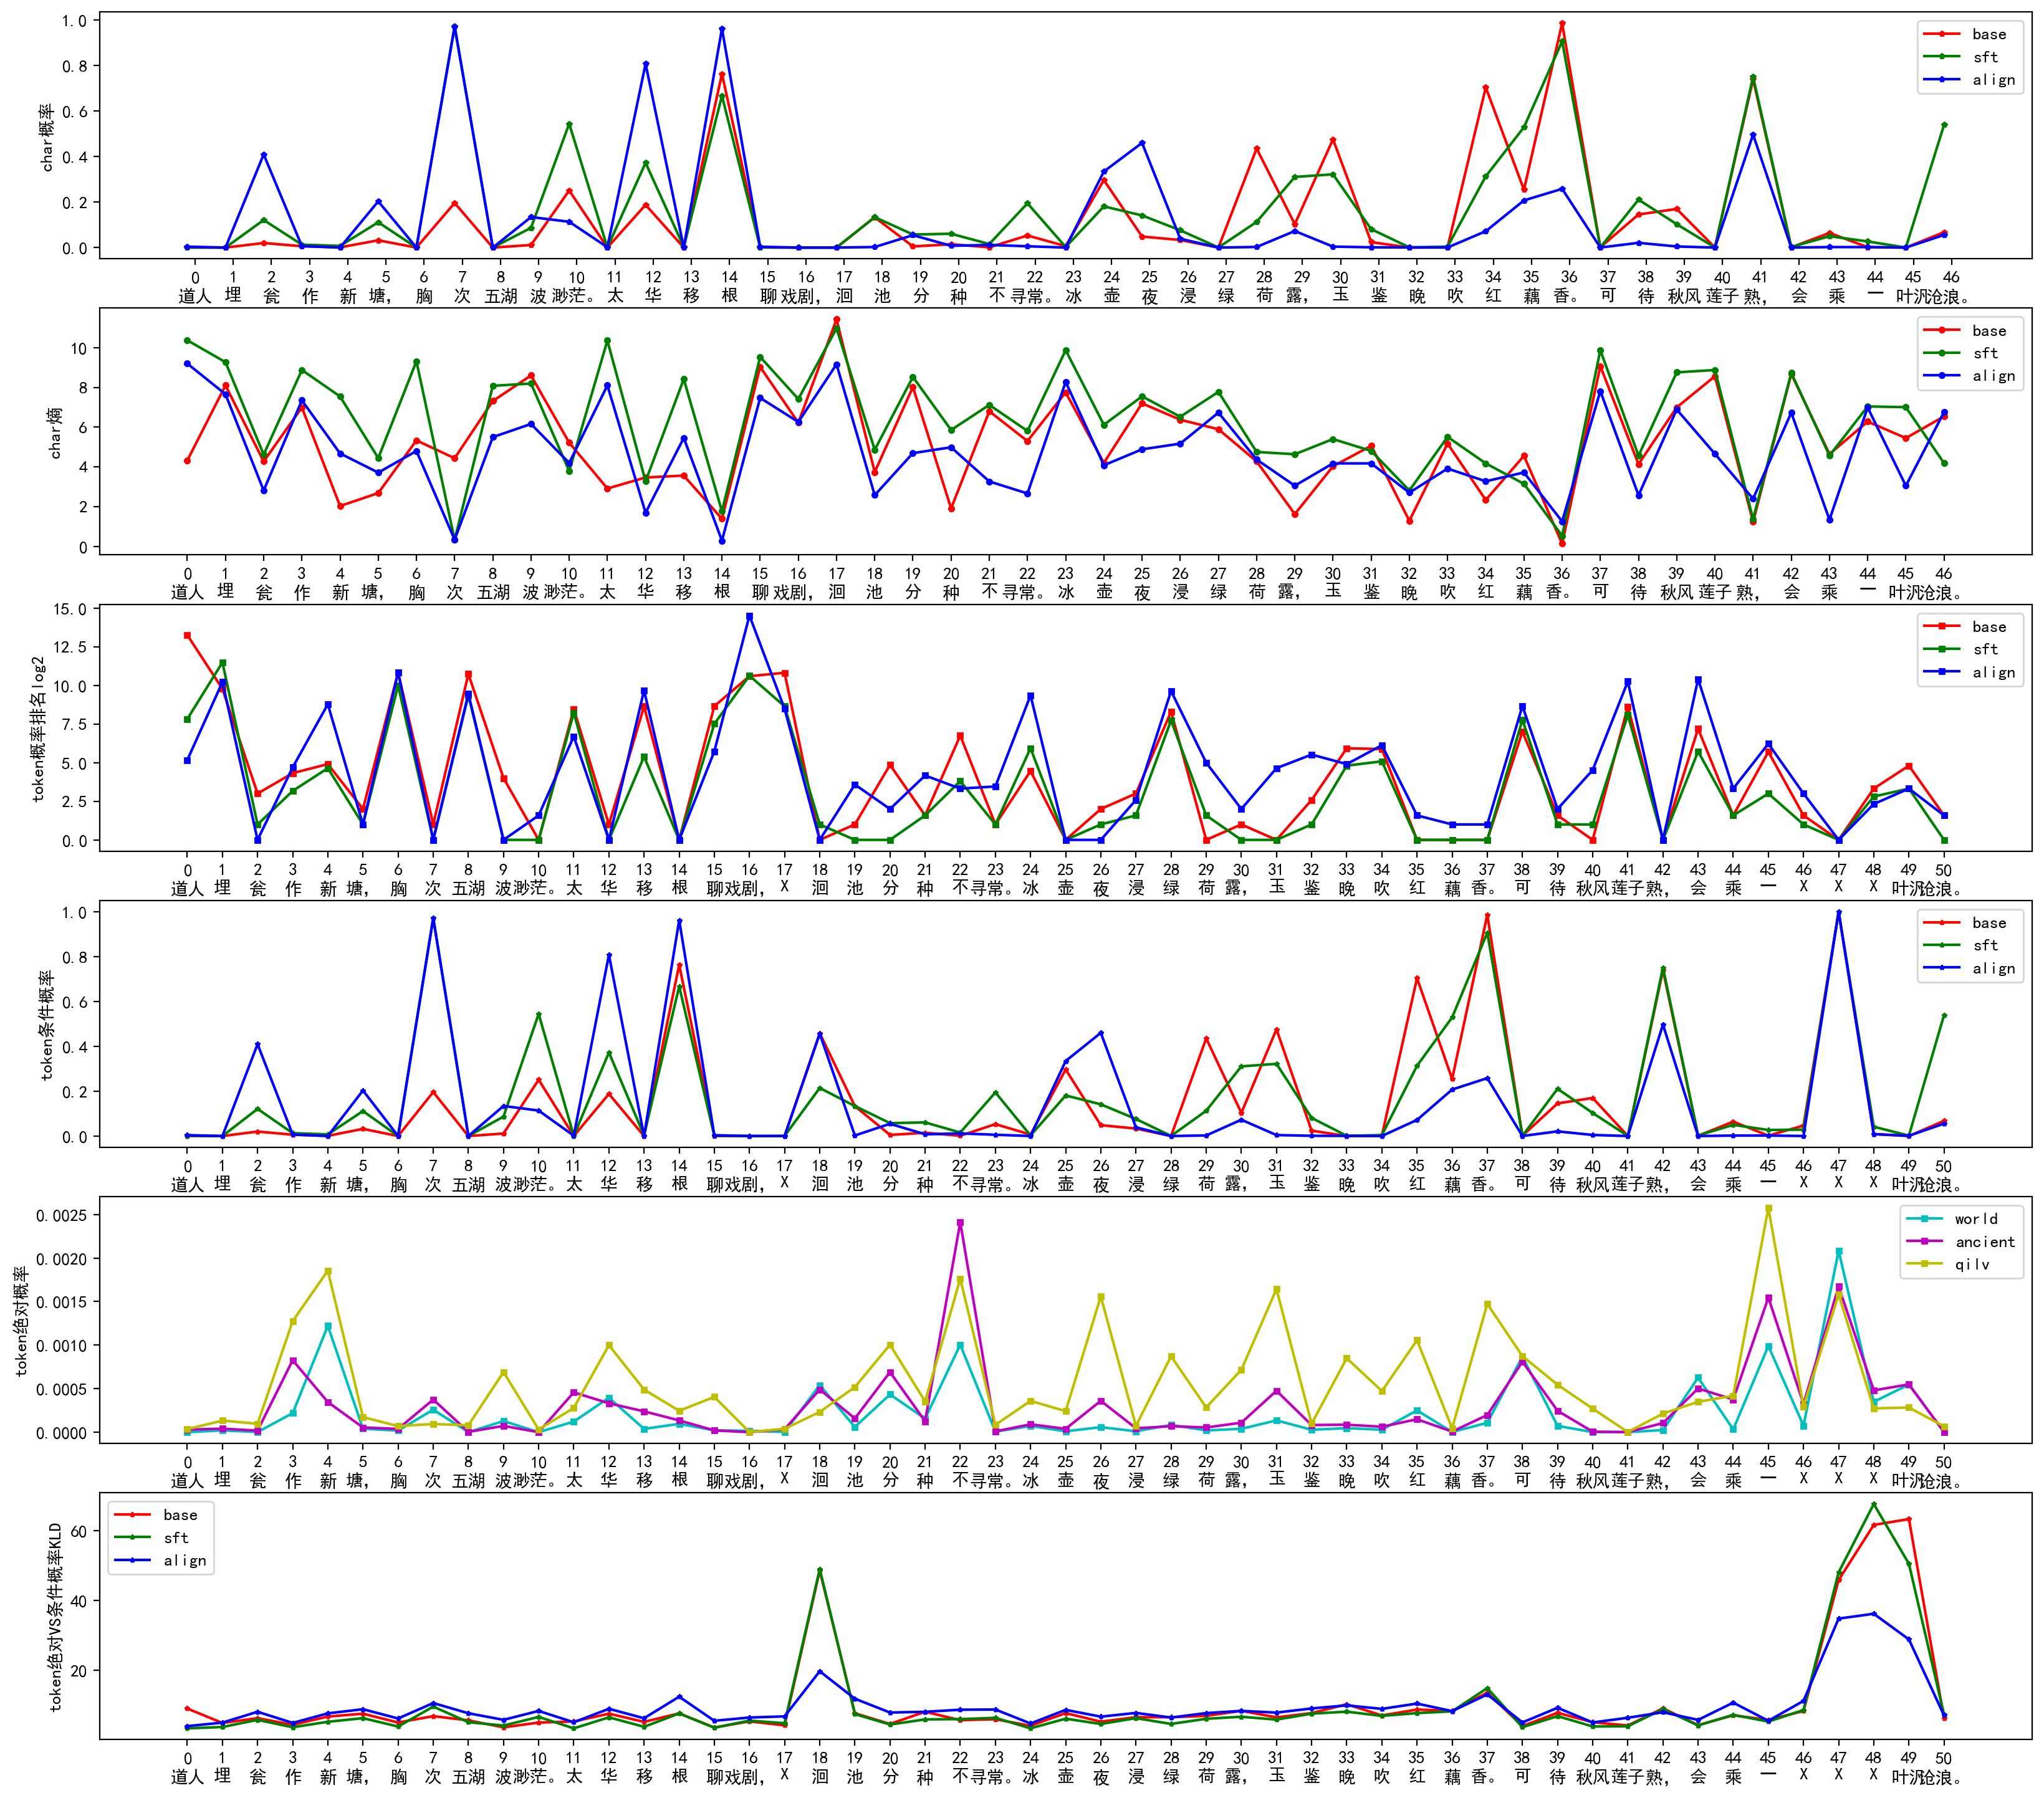 char概率
1.0
0.8
0.6
0.4
0.2
0.0
base
sft
align
0 1 2 3 4 5 6 7 8 9 10 11 12 13 14 15 16 17 18 19 20 21 22 23 24 25 26 27 28 29 30 31 32 33 34 35 36 37 38 39 40 41 42 43 44 45 46
道人 埋 瓮 作 新 塘, 胸 次 五湖 波 渺茫。 太 华 移 根 聊 戏剧, 洄 池 分 种 不 寻常。 冰 壶 夜 浸 绿 荷 露, 玉 鉴 晚 吹 红 藕 香。 可 待 秋风 莲子 熟, 会 乘 一 叶汎 沧浪。
char熵
10
8
6
4
2
0
base
sft
align
0 1 2 3 4 5 6 7 8 9 10 11 12 13 14 15 16 17 18 19 20 21 22 23 24 25 26 27 28 29 30 31 32 33 34 35 36 37 38 39 40 41 42 43 44 45 46
道人 埋 瓮 作 新 塘, 胸 次 五湖 波 渺茫。 太 华 移 根 聊 戏剧, 洄 池 分 种 不 寻常。 冰 壶 夜 浸 绿 荷 露, 玉 鉴 晚 吹 红 藕 香。 可 待 秋风 莲子 熟, 会 乘 一 叶汎 沧浪。
token概率排名log2
15.0
12.5
10.0
7.5
5.0
2.5
0.0
base
sft
align
0 1 2 3 4 5 6 7 8 9 10 11 12 13 14 15 16 17 18 19 20 21 22 23 24 25 26 27 28 29 30 31 32 33 34 35 36 37 38 39 40 41 42 43 44 45 46 47 48 49 50
道人 埋 瓮 作 新 塘, 胸 次 五湖 波 渺茫。 太 华 移 根 聊 戏剧, X 洄 池 分 种 不 寻常。 冰 壶 夜 浸 绿 荷 露, 玉 鉴 晚 吹 红 藕 香。 可 待 秋风 莲子 熟, 会 乘 一 X X X 叶汎 沧浪。
token条件概率
1.0
0.8
0.6
0.4
0.2
0.0
base
sft
align
0 1 2 3 4 5 6 7 8 9 10 11 12 13 14 15 16 17 18 19 20 21 22 23 24 25 26 27 28 29 30 31 32 33 34 35 36 37 38 39 40 41 42 43 44 45 46 47 48 49 50
道人 埋 瓮 作 新 塘, 胸 次 五湖 波 渺茫。 太 华 移 根 聊 戏剧, X 洄 池 分 种 不 寻常。 冰 壶 夜 浸 绿 荷 露, 玉 鉴 晚 吹 红 藕 香。 可 待 秋风 莲子 熟, 会 乘 一 X X X 叶汎 沧浪。
token绝对概率
0.0025
0.0020
0.0015
0.0010
0.0005
0.0000
world
ancient
qilv
0 1 2 3 4 5 6 7 8 9 10 11 12 13 14 15 16 17 18 19 20 21 22 23 24 25 26 27 28 29 30 31 32 33 34 35 36 37 38 39 40 41 42 43 44 45 46 47 48 49 50
道人 埋 瓮 作 新 塘, 胸 次 五湖 波 渺茫。 太 华 移 根 聊 戏剧, X 洄 池 分 种 不 寻常。 冰 壶 夜 浸 绿 荷 露, 玉 鉴 晚 吹 红 藕 香。 可 待 秋风 莲子 熟, 会 乘 一 X X X 叶汎 沧浪。
token绝对VS条件概率KLD
60
40
20
base
sft
align
0 1 2 3 4 5 6 7 8 9 10 11 12 13 14 15 16 17 18 19 20 21 22 23 24 25 26 27 28 29 30 31 32 33 34 35 36 37 38 39 40 41 42 43 44 45 46 47 48 49 50
道人 埋 瓮 作 新 塘, 胸 次 五湖 波 渺茫。 太 华 移 根 聊 戏剧, X 洄 池 分 种 不 寻常。 冰 壶 夜 浸 绿 荷 露, 玉 鉴 晚 吹 红 藕 香。 可 待 秋风 莲子 熟, 会 乘 一 X X X 叶汎 沧浪。